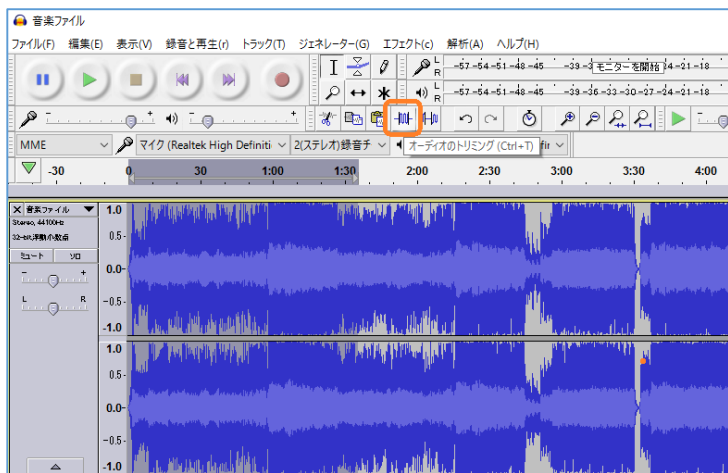 音楽ファイル
ファイル(F) 編集(E) 表示(V) 録音と再生(r) トラック(T) ジェネレーター(G) エフェクト(c) 解析(A) ヘルプ(H)
L -57 -54 -51 -48 -45 -39 モニターを開始 24 -21 -18
R
L -57 -54 -51 -48 -45 -39 -36 -33 -30 -27 -24 -21 -18
R
- + - +
MME マイク (Realtek High Definiti 2(ステレオ)録音チ オーディオのトリミング (Ctrl+T)
-30 0 30 1:00 1:30 2:00 2:30 3:00 3:30 4:00
音楽ファイル 1.0
Stereo, 44100Hz
32-bit浮動小数点 0.5-
ミュート ソロ
- + 0.0-
L R -0.5-
-1.0
1.0
0.5-
0.0-
-0.5-
-1.0